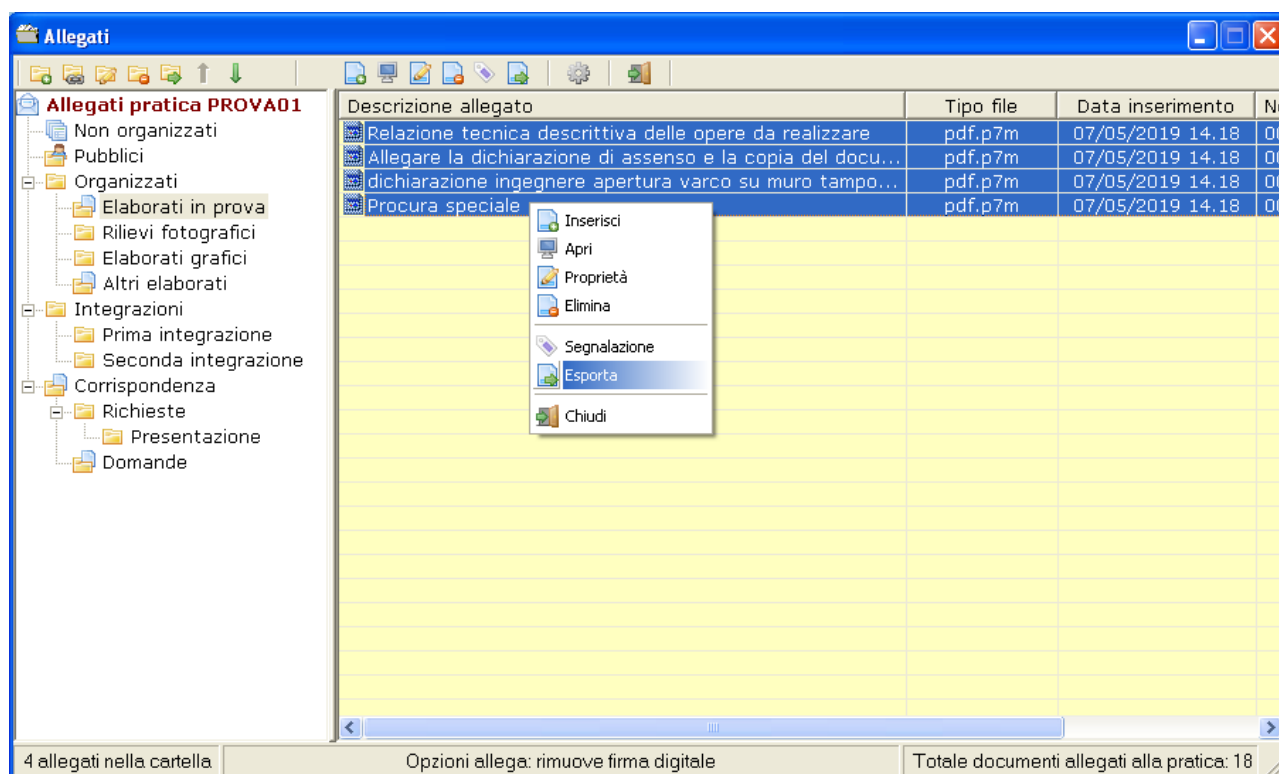 Allegati
Allegati pratica PROVA01
Non organizzati
Pubblici
Organizzati
Elaborati in prova
Rilievi fotografici
Elaborati grafici
Altri elaborati
Integrazioni
Prima integrazione
Seconda integrazione
Corrispondenza
Richieste
Presentazione
Domande
Descrizione allegato Tipo file Data inserimento
Relazione tecnica descrittiva delle opere da realizzare pdf.p7m 07/05/2019 14.18
Allegare la dichiarazione di assenso e la copia del docu... pdf.p7m 07/05/2019 14.18
dichiarazione ingegnere apertura varco su muro tampo... pdf.p7m 07/05/2019 14.18
Procura speciale pdf.p7m 07/05/2019 14.18
Inserisci
Apri
Proprietà
Elimina
Segnalazione
Esporta
Chiudi
4 allegati nella cartella Opzioni allega: rimuove firma digitale Totale documenti allegati alla pratica: 18